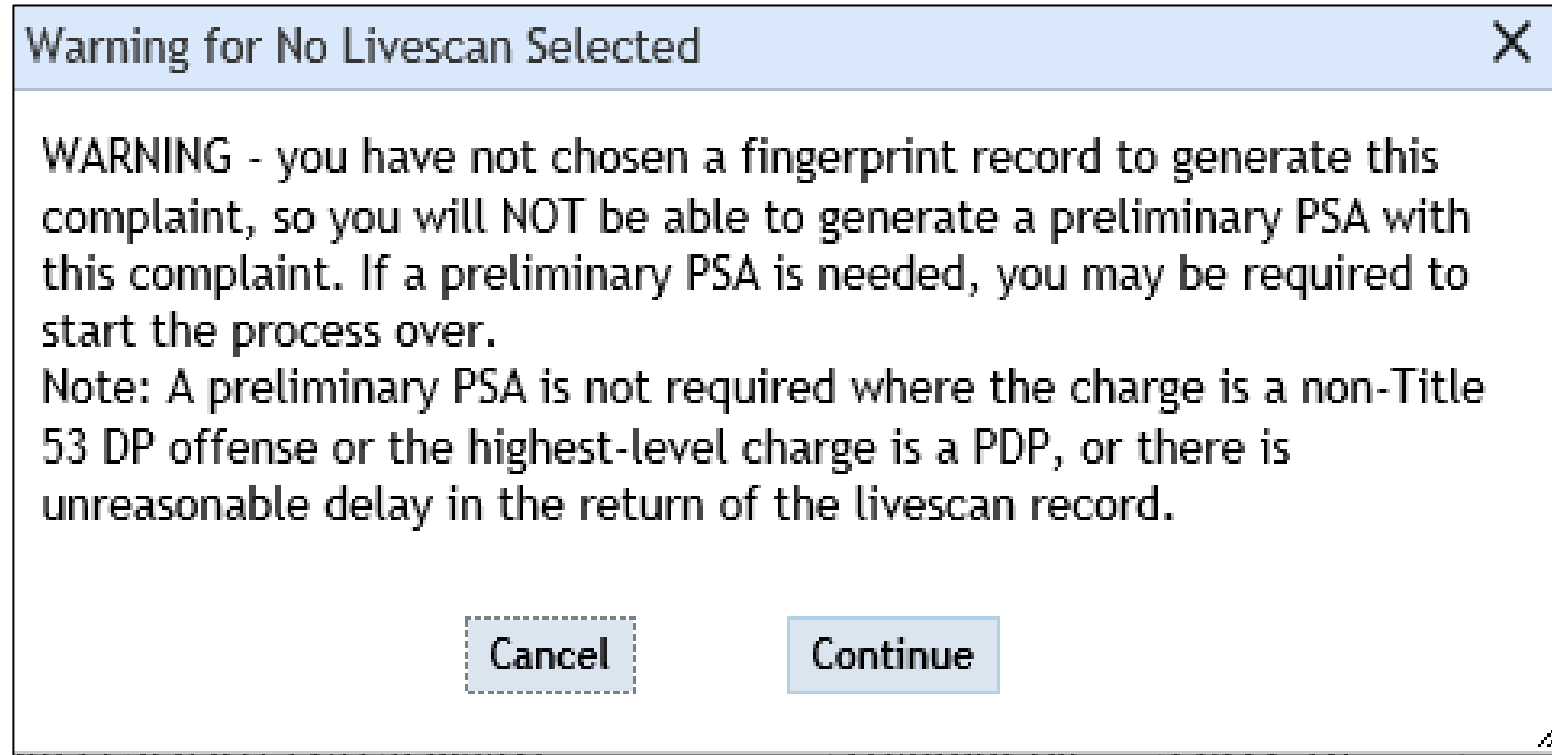 Warning for No Livescan Selected
WARNING - you have not chosen a fingerprint record to generate this
complaint, so you will NOT be able to generate a preliminary PSA with
this complaint. If a preliminary PSA is needed, you may be required to
start the process over.
Note: A preliminary PSA is not required where the charge is a non-Title
53 DP offense or the highest-level charge is a PDP, or there is
unreasonable delay in the return of the livescan record.
Cancel Continue